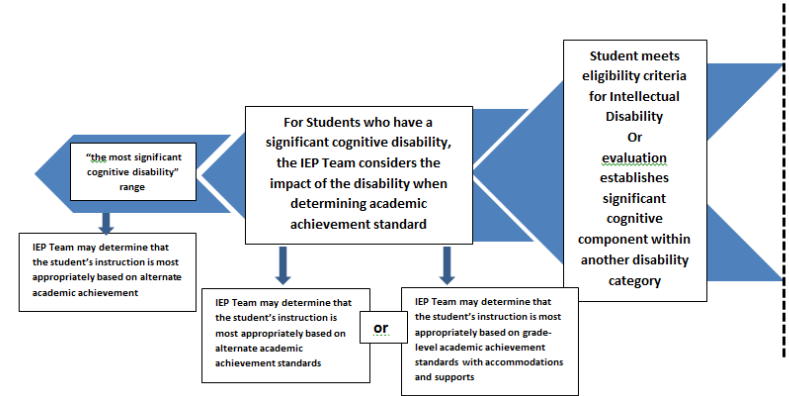 "the most significant
cognitive disability"
range
IEP Team may determine that
the student's instruction is most
appropriately based on alternate
academic achievement
For Students who have a
significant cognitive disability,
the IEP Team considers the
impact of the disability when
determining academic
achievement standard
IEP Team may determine that
the student's instruction is
most appropriately based on
alternate academic
achievement standards
or
IEP Team may determine that
the student's instruction is most
appropriately based on grade-
level academic achievement
standards with accommodations
and supports
Student meets
eligibility criteria
for Intellectual
Disability
Or
evaluation
establishes
significant
cognitive
component within
another disability
category